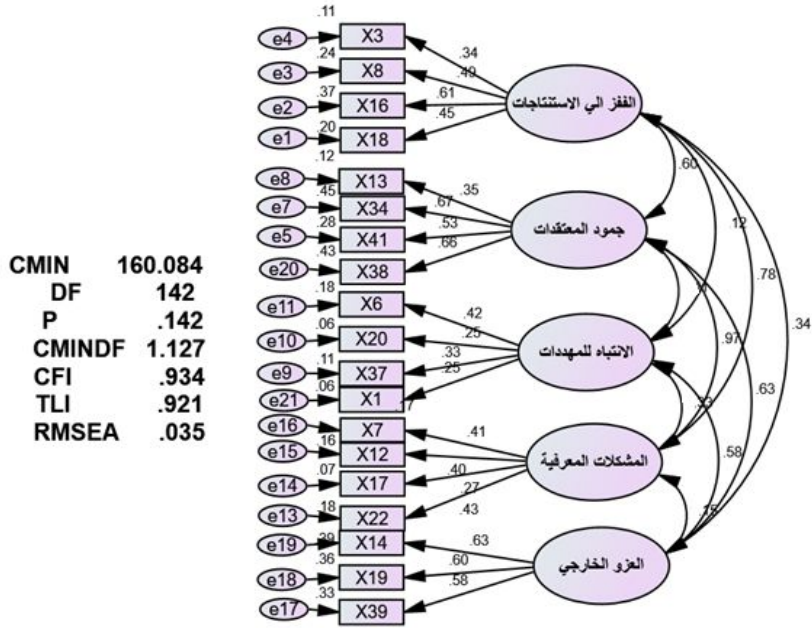 CMIN 160.084
DF 142
P .142
CMINDF 1.127
CFI .934
TLI .921
RMSEA .035
.11
e4 X3 .34
.24
e3 X8 .49
.37
e2 X16 .61
.20
e1 X18 .45
القفز الي الاستنتاجات
.12
e8 X13 .35
.45
e7 X34 .67
.28
e5 X41 .53
.43
e20 X38 .66
جمود المعتقدات
.18
e11 X6 .42
.06
e10 X20 .25
.11
e9 X37 .33
.06
e21 X1 .25
الانتباه للمهددات
.17
e16 X7 .41
.16
e15 X12 .40
.07
e14 X17 .27
.18
e13 X22 .43
المشكلات المعرفية
.39
e19 X14 .63
.36
e18 X19 .60
.33
e17 X39 .58
العزو الخارجي
.60
.12
.78
.34
.97
.63
.58